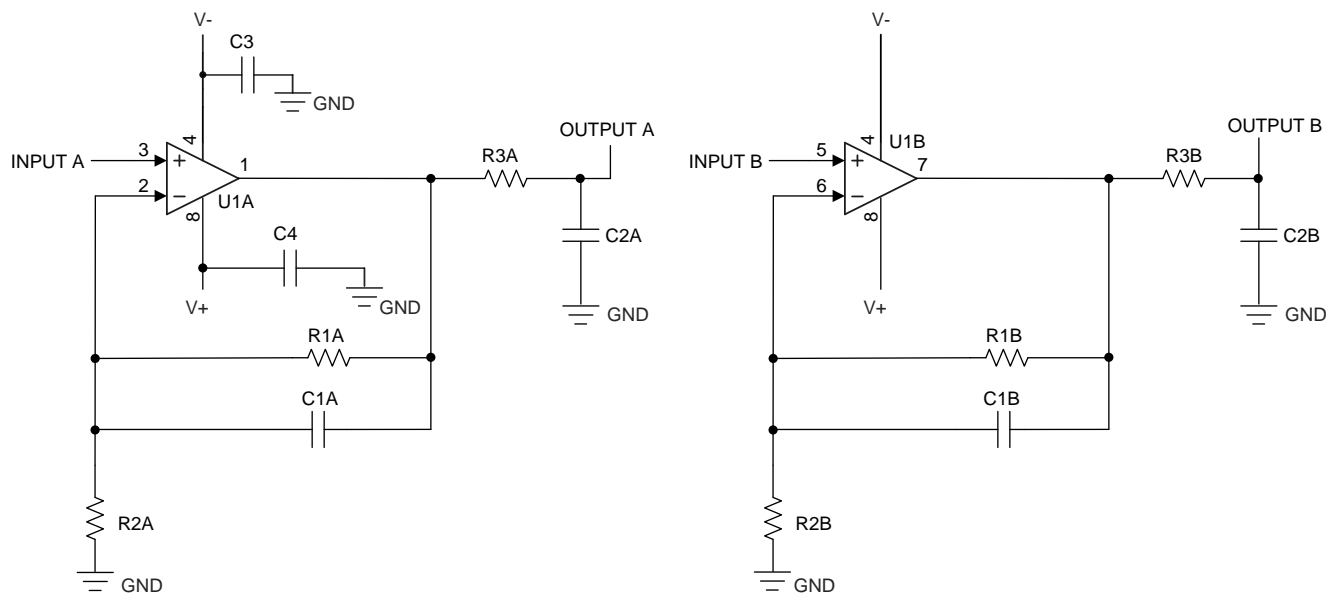 V-
C3
GND
4
INPUT A
3
+
2
−
1
U1A
8
C4
GND
V+
R3A
OUTPUT A
C2A
GND
R1A
C1A
R2A
GND
V-
4
U1B
INPUT B
5
+
6
−
7
8
V+
R3B
OUTPUT B
C2B
GND
R1B
C1B
R2B
GND